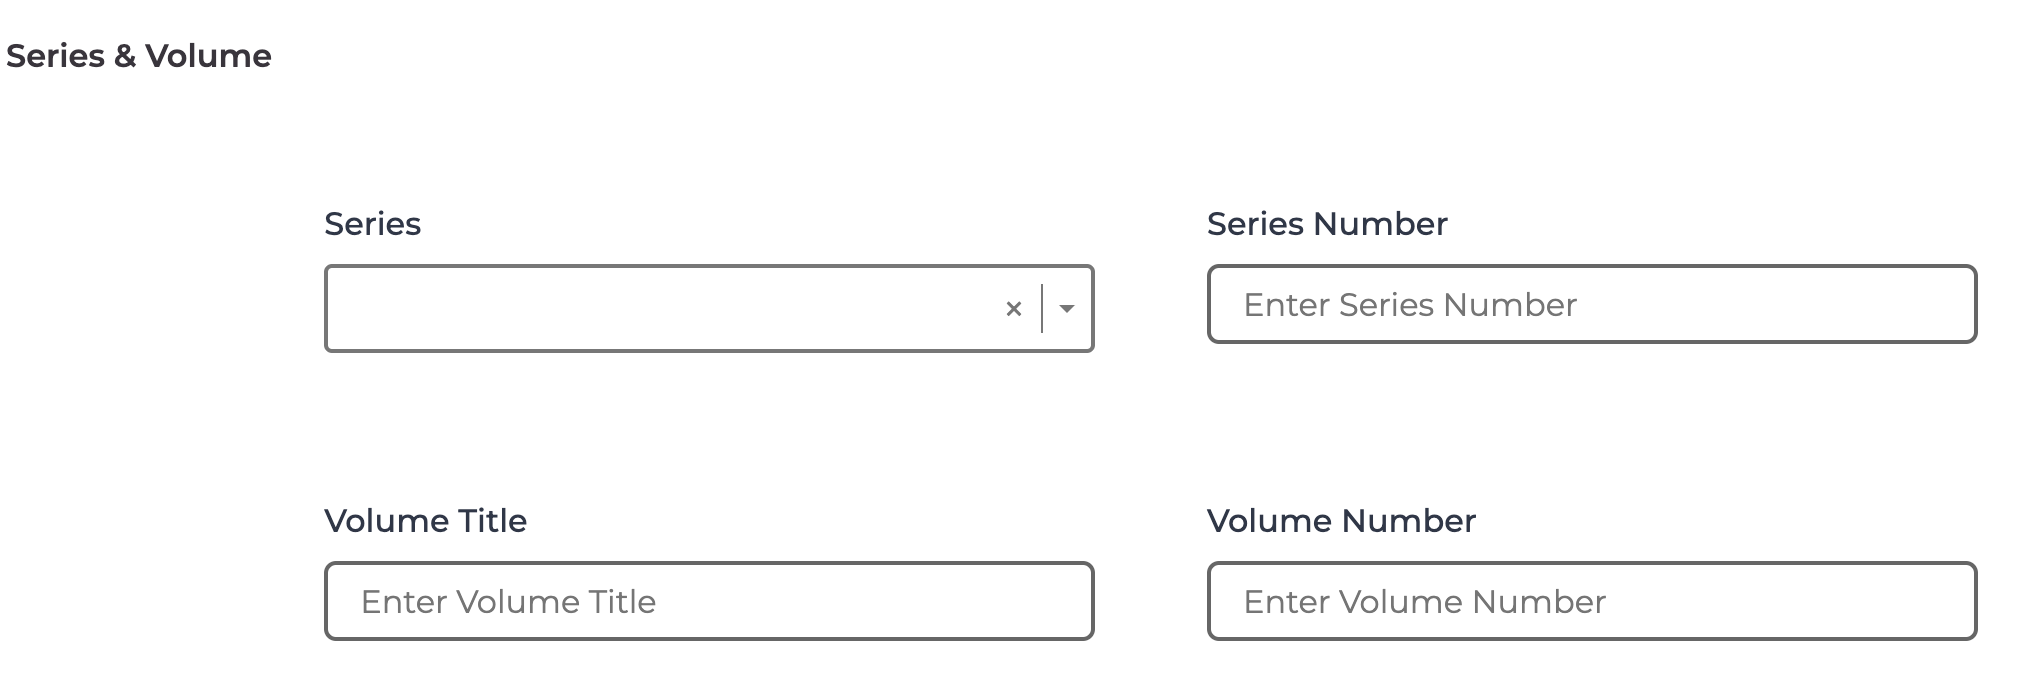 Series & Volume
Series
Series Number
Enter Series Number
Volume Title
Volume Number
Enter Volume Title
Enter Volume Number